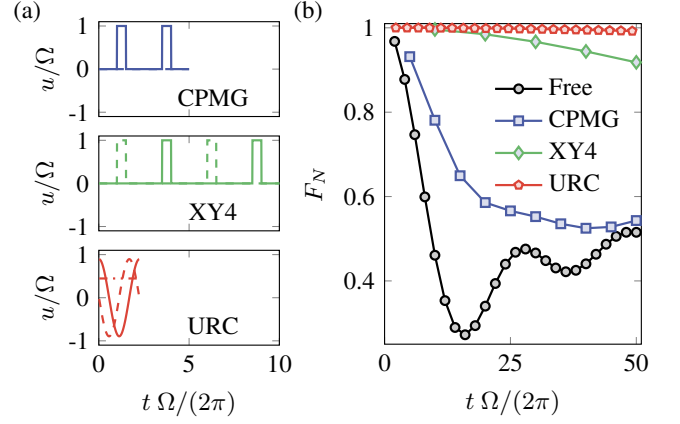 (a)
1
0
-1
u/Ω
CPMG
1
0
-1
u/Ω
XY4
1
0
-1
u/Ω
URC
0
5
10
t Ω/(2π)
(b)
1
0.8
0.6
0.4
F_N
Free
CPMG
XY4
URC
0
25
50
t Ω/(2π)